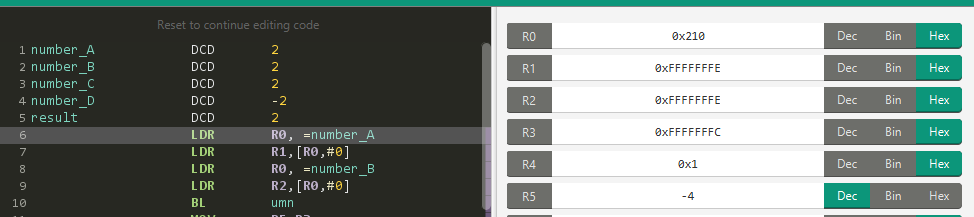 Reset to continue editing code
1 number_A DCD 2
2 number_B DCD 2
3 number_C DCD 2
4 number_D DCD -2
5 result DCD 2
6 LDR R0, =number_A
7 LDR R1,[R0,#0]
8 LDR R0, =number_B
9 LDR R2,[R0,#0]
10 BL umn
R0 0x210 Dec Bin Hex
R1 0xFFFFFFFE Dec Bin Hex
R2 0xFFFFFFFE Dec Bin Hex
R3 0xFFFFFFFC Dec Bin Hex
R4 0x1 Dec Bin Hex
R5 -4 Dec Bin Hex